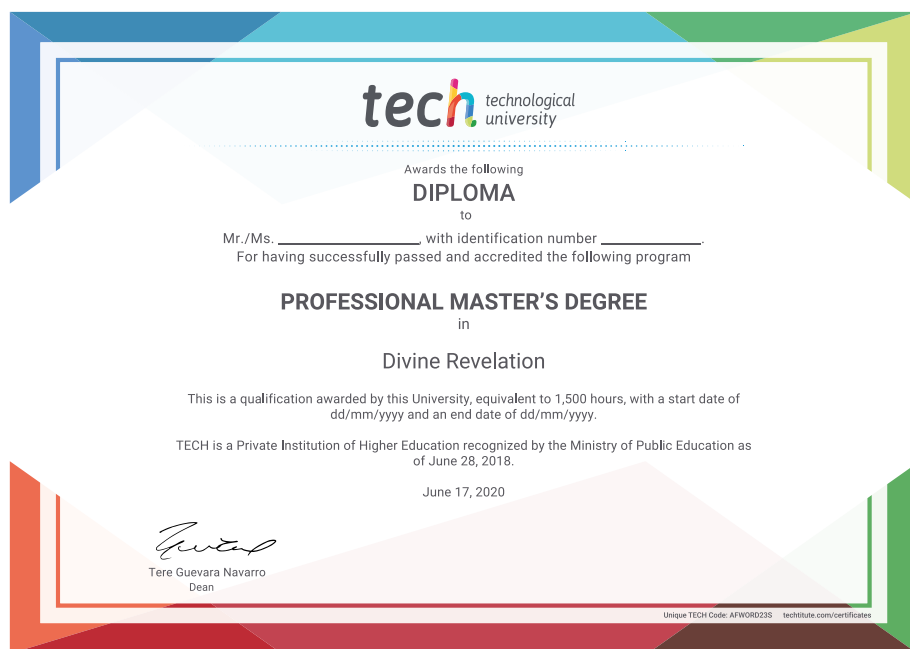 tech technological
university
Awards the following
DIPLOMA
to
Mr./Ms. ____________, with identification number ____________.
For having successfully passed and accredited the following program
PROFESSIONAL MASTER'S DEGREE
in
Divine Revelation
This is a qualification awarded by this University, equivalent to 1,500 hours, with a start date of
dd/mm/yyyy and an end date of dd/mm/yyyy.
TECH is a Private Institution of Higher Education recognized by the Ministry of Public Education as
of June 28, 2018.
June 17, 2020
Tere Guevara Navarro
Dean
Unique TECH Code: AFWORD23S techtitute.com/certificates